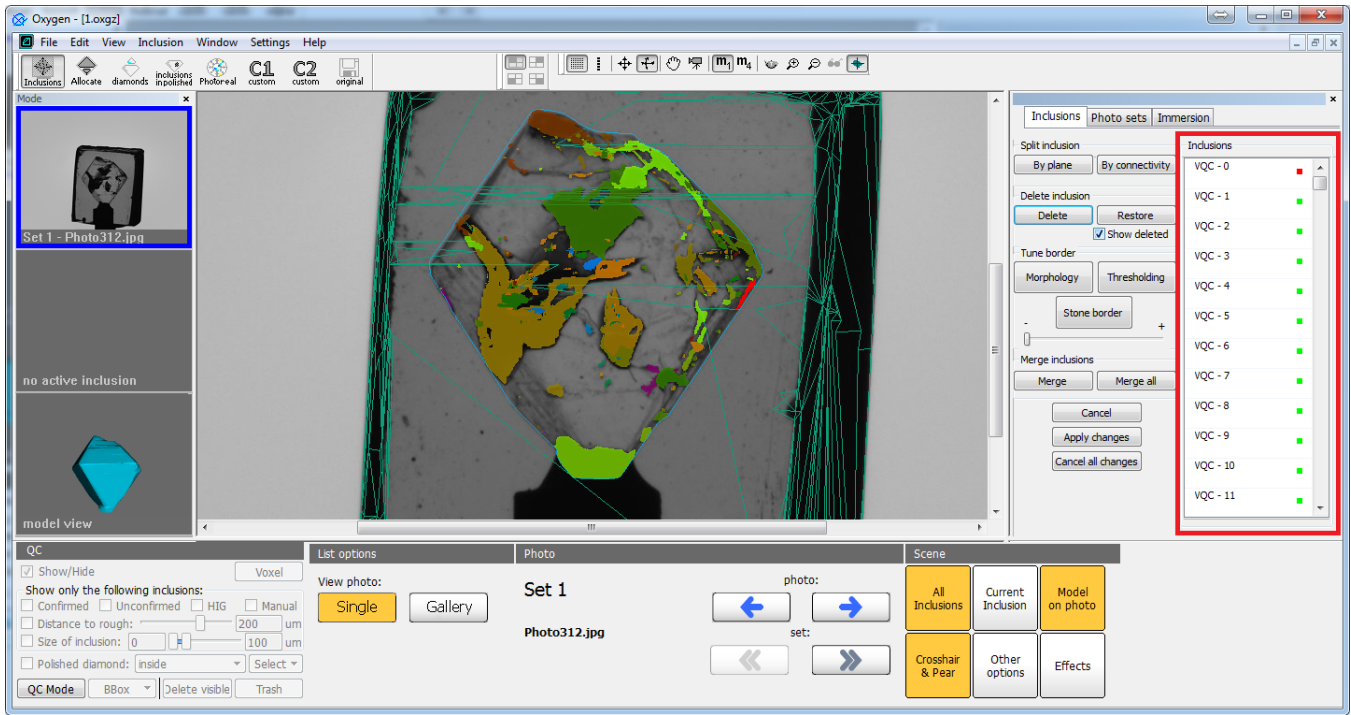 Oxygen - [1.oxgz]
File Edit View Inclusion Window Settings Help
Inclusions Allocate diamonds inclusions inpolished Photoreal C1 custom C2 custom original
m1 m4
Mode
Set 1 - Photo312.jpg
no active inclusion
model view
Inclusions Photo sets Immersion
Split inclusion
By plane By connectivity
Delete inclusion
Delete Restore
Show deleted
Tune border
Morphology Thresholding
Stone border
- +
Merge inclusions
Merge Merge all
Cancel
Apply changes
Cancel all changes
Inclusions
VQC - 0
VQC - 1
VQC - 2
VQC - 3
VQC - 4
VQC - 5
VQC - 6
VQC - 7
VQC - 8
VQC - 9
VQC - 10
VQC - 11
QC
Show/Hide Voxel
Show only the following inclusions:
Confirmed Unconfirmed HIG Manual
Distance to rough: 200 um
Size of inclusion: 0 100 um
Polished diamond: inside Select
QC Mode BBox Delete visible Trash
List options
View photo:
Single Gallery
Photo
Set 1
Photo312.jpg
photo:
set:
Scene
All Inclusions
Current Inclusion
Model on photo
Crosshair & Pear
Other options
Effects